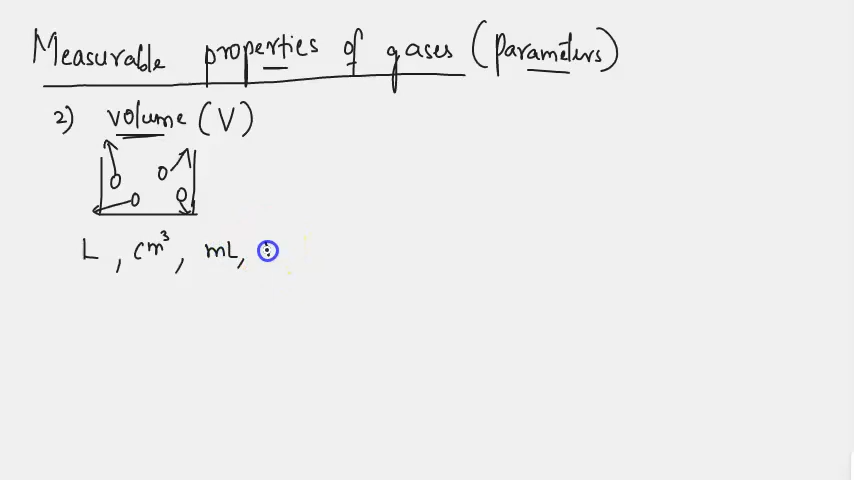 Measurable properties of gases (Parameters)
2) volume (V)
L, cm³, mL,